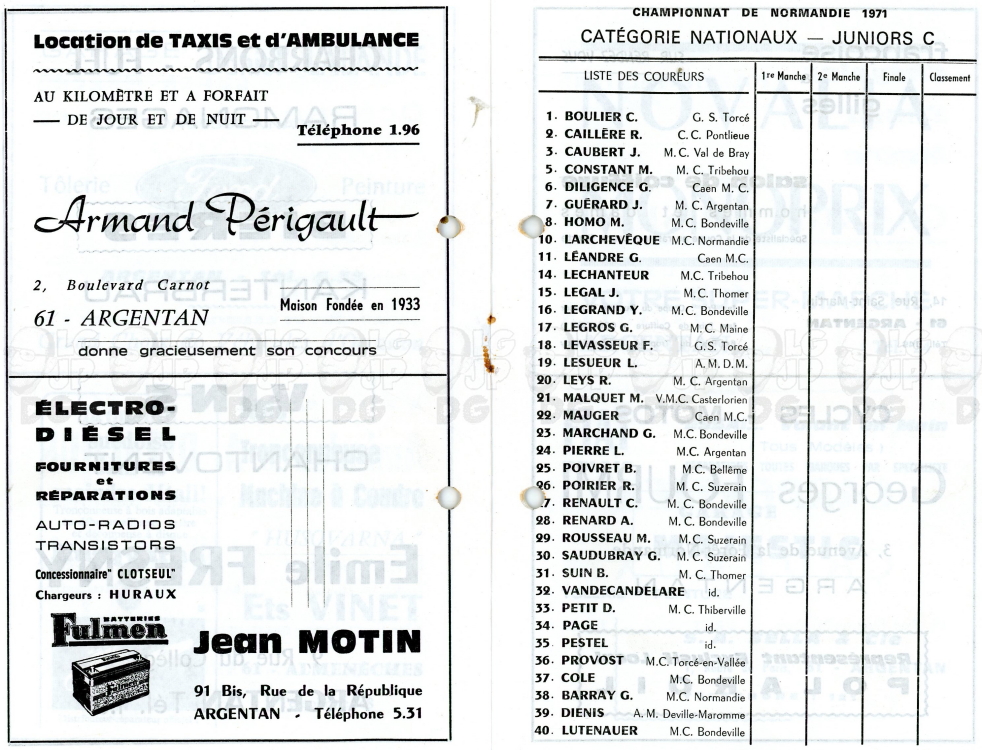 Location de TAXIS et d'AMBULANCE
AU KILOMÈTRE ET A FORFAIT
— DE JOUR ET DE NUIT —
Téléphone 1.96
Armand Périgault
2, Boulevard Carnot
61 - ARGENTAN
Maison Fondée en 1933
donne gracieusement son concours
ÉLECTRO-
DIÉSEL
FOURNITURES
et
RÉPARATIONS
AUTO-RADIOS
TRANSISTORS
Concessionnaire" CLOTSEUL"
Chargeurs : HURAUX
BATTERIES
Fulmen
Fulmen
Jean MOTIN
91 Bis, Rue de la République
ARGENTAN - Téléphone 5.31
CHAMPIONNAT DE NORMANDIE 1971
CATÉGORIE NATIONAUX — JUNIORS C
LISTE DES COURÊURS 1re Manche 2e Manche Finale Classement
1. BOULIER C. G. S. Torcé
2. CAILLÈRE R. C. C. Pontlieue
3. CAUBERT J. M. C. Val de Bray
5. CONSTANT M. M. C. Tribehou
6. DILIGENCE G. Caen M. C.
7. GUÉRARD J. M. C. Argentan
8. HOMO M. M. C. Bondeville
10. LARCHEVÊQUE M.C. Normandie
11. LÉANDRE G. Caen M.C.
14. LECHANTEUR M.C. Tribehou
15. LEGAL J. M.C. Thomer
16. LEGRAND Y. M.C. Bondeville
17. LEGROS G. M.C. Maine
18. LEVASSEUR F. G.S. Torcé
19. LESUEUR L. A. M. D. M.
20. LEYS R. M. C. Argentan
21. MALQUET M. V.M.C. Casterlorien
22. MAUGER Caen M.C.
23. MARCHAND G. M.C. Bondeville
24. PIERRE L. M.C. Argentan
25. POIVRET B. M.C. Bellême
26. POIRIER R. M. C. Suzerain
27. RENAULT C. M.C. Bondeville
28. RENARD A. M.C. Bondeville
29. ROUSSEAU M. M.C. Suzerain
30. SAUDUBRAY G. M. C. Suzerain
31. SUIN B. M. C. Thomer
32. VANDECANDELARE id.
33. PETIT D. M. C. Thiberville
34. PAGE id.
35. PESTEL id.
36. PROVOST M.C. Torcé-en-Vallée
37. COLE M.C. Bondeville
38. BARRAY G. M.C. Normandie
39. DIENIS A. M. Deville-Maromme
40. LUTENAUER M.C. Bondeville